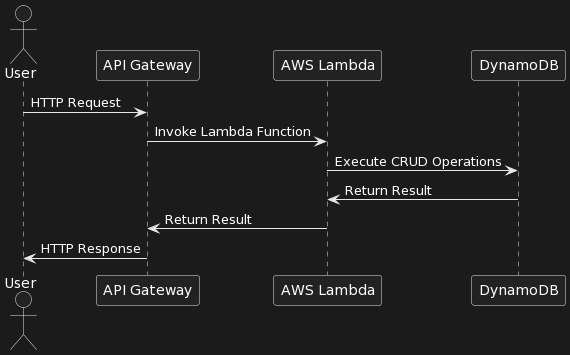 User
API Gateway
AWS Lambda
DynamoDB
HTTP Request
Invoke Lambda Function
Execute CRUD Operations
Return Result
Return Result
HTTP Response
User
API Gateway
AWS Lambda
DynamoDB